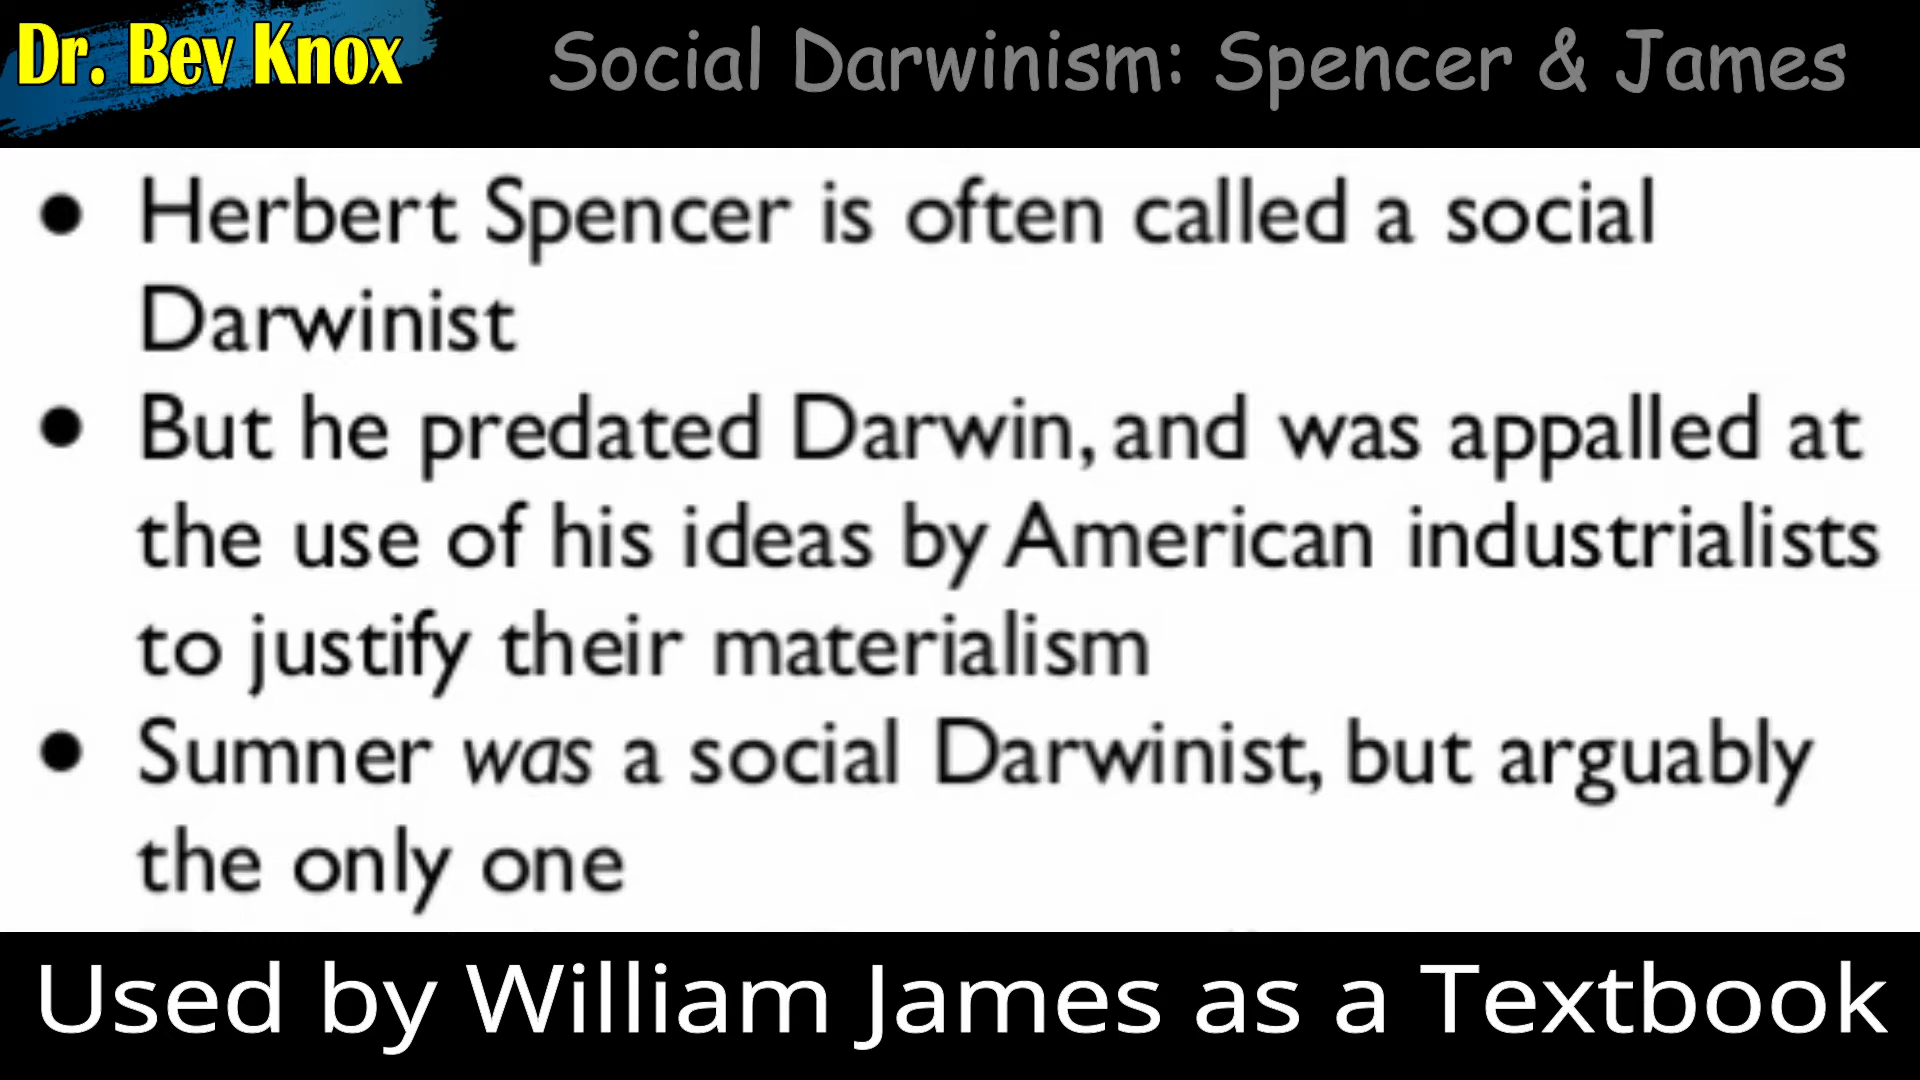 Dr. Bev Knox
Social Darwinism: Spencer & James
• Herbert Spencer is often called a social
Darwinist
• But he predated Darwin, and was appalled at
the use of his ideas by American industrialists
to justify their materialism
• Sumner was a social Darwinist, but arguably
the only one
Used by William James as a Textbook